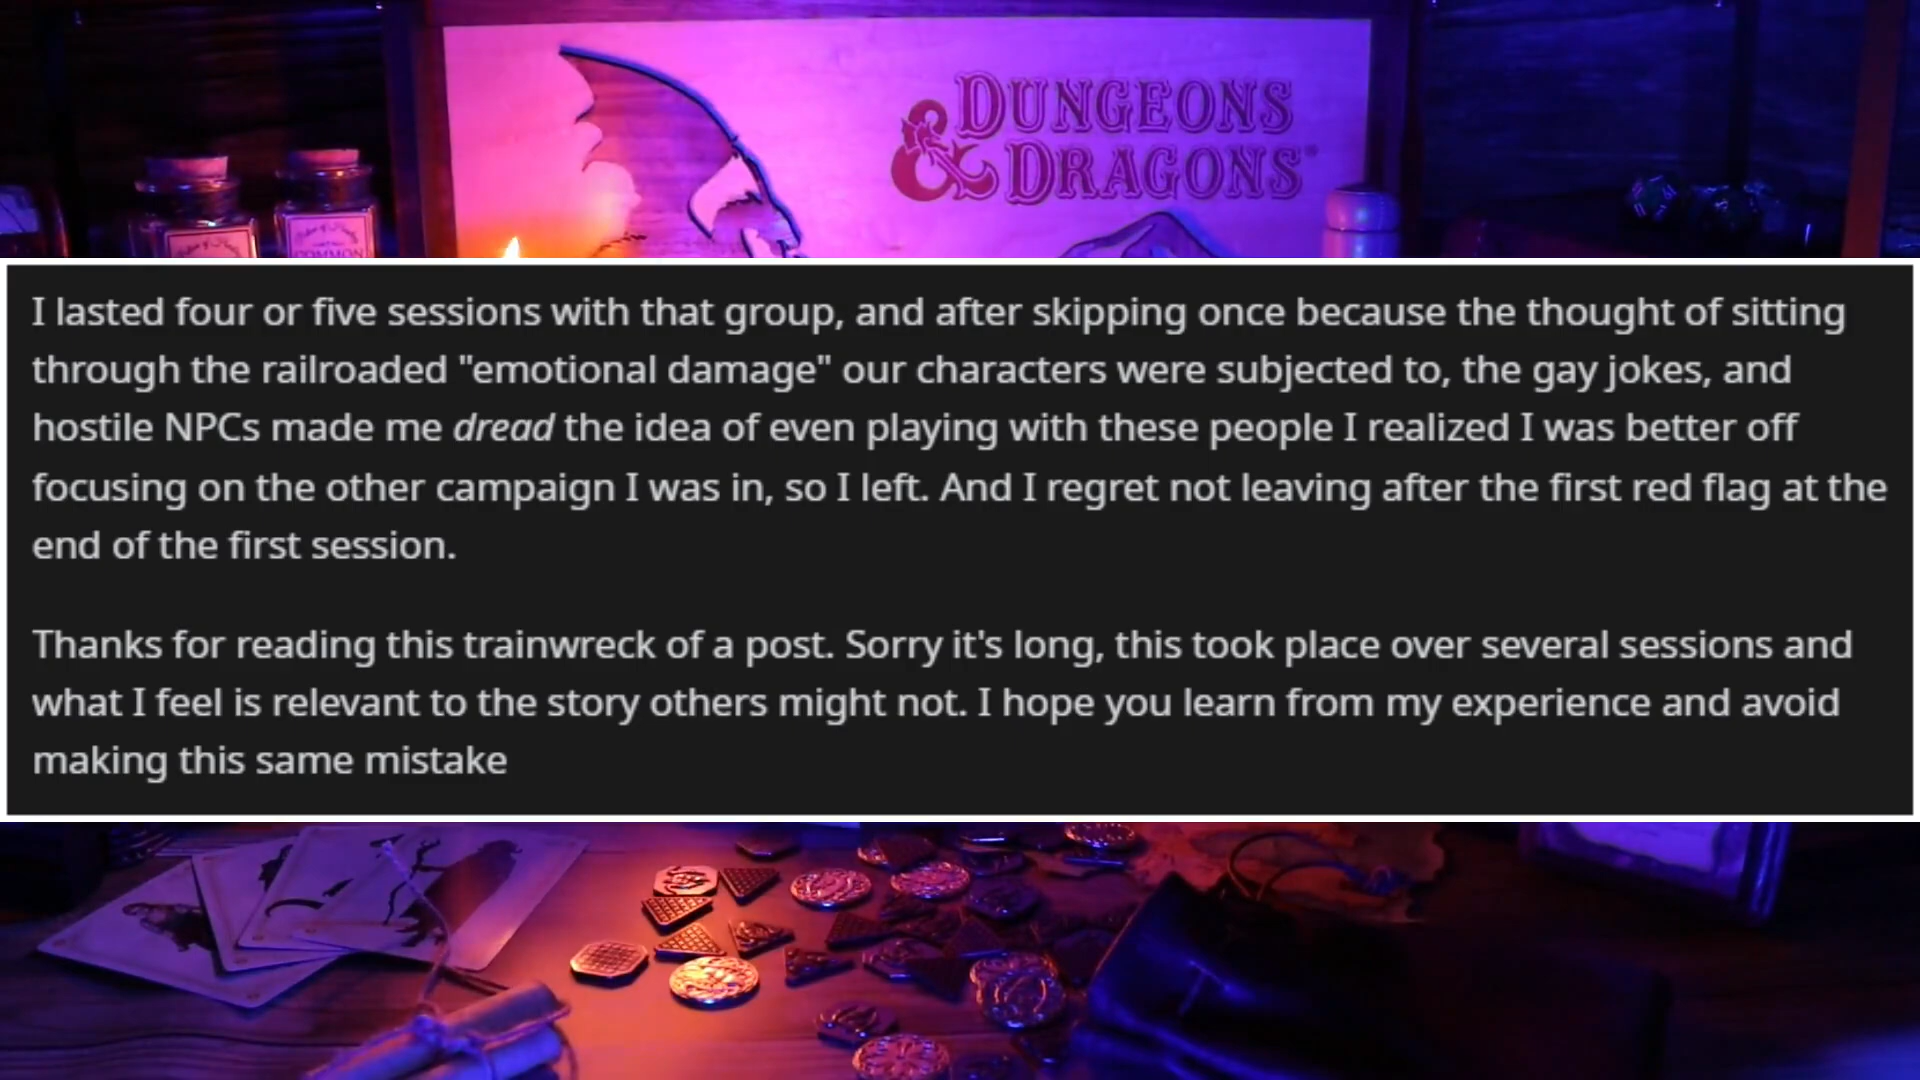 DUNGEONS
& DRAGONS
COMMON
I lasted four or five sessions with that group, and after skipping once because the thought of sitting
through the railroaded "emotional damage" our characters were subjected to, the gay jokes, and
hostile NPCs made me dread the idea of even playing with these people I realized I was better off
focusing on the other campaign I was in, so I left. And I regret not leaving after the first red flag at the
end of the first session.
Thanks for reading this trainwreck of a post. Sorry it's long, this took place over several sessions and
what I feel is relevant to the story others might not. I hope you learn from my experience and avoid
making this same mistake